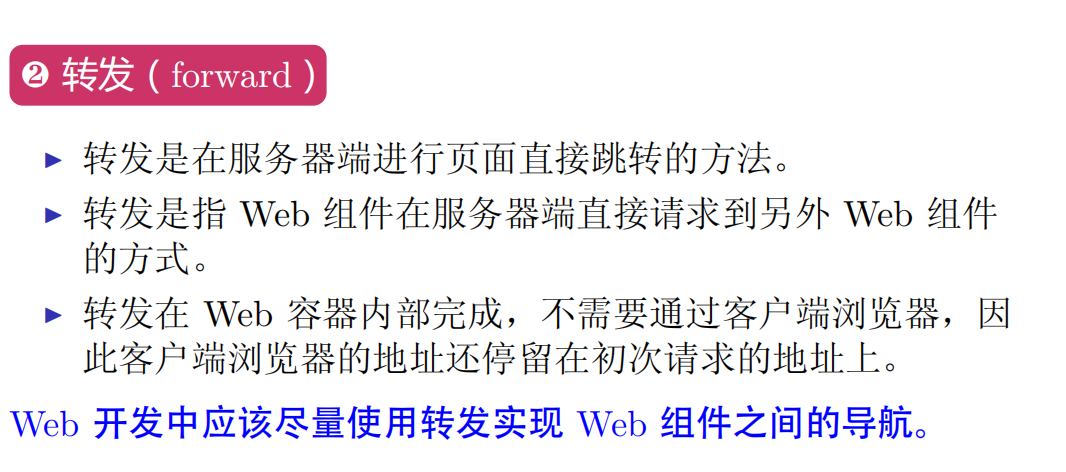 ❷ 转发（forward）
▶ 转发是在服务器端进行页面直接跳转的方法。
▶ 转发是指 Web 组件在服务器端直接请求到另外 Web 组件
的方式。
▶ 转发在 Web 容器内部完成，不需要通过客户端浏览器，因
此客户端浏览器的地址还停留在初次请求的地址上。
Web 开发中应该尽量使用转发实现 Web 组件之间的导航。